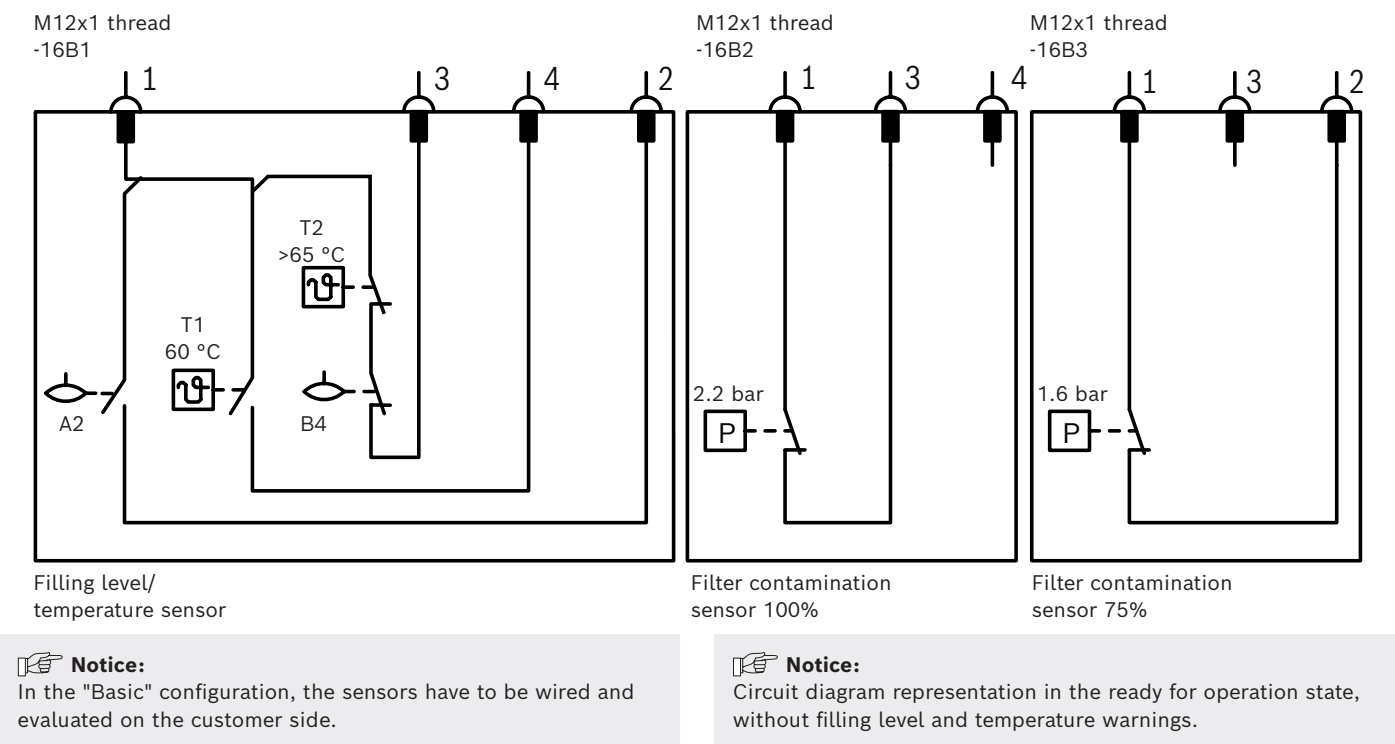 M12x1 thread
-16B1
1
3
4
2
T2
>65 °C
ϑ
T1
60 °C
ϑ
A2
B4
Filling level/
temperature sensor
M12x1 thread
-16B2
1
3
4
2.2 bar
P
Filter contamination
sensor 100%
M12x1 thread
-16B3
1
3
2
1.6 bar
P
Filter contamination
sensor 75%
Notice:
In the "Basic" configuration, the sensors have to be wired and
evaluated on the customer side.
Notice:
Circuit diagram representation in the ready for operation state,
without filling level and temperature warnings.